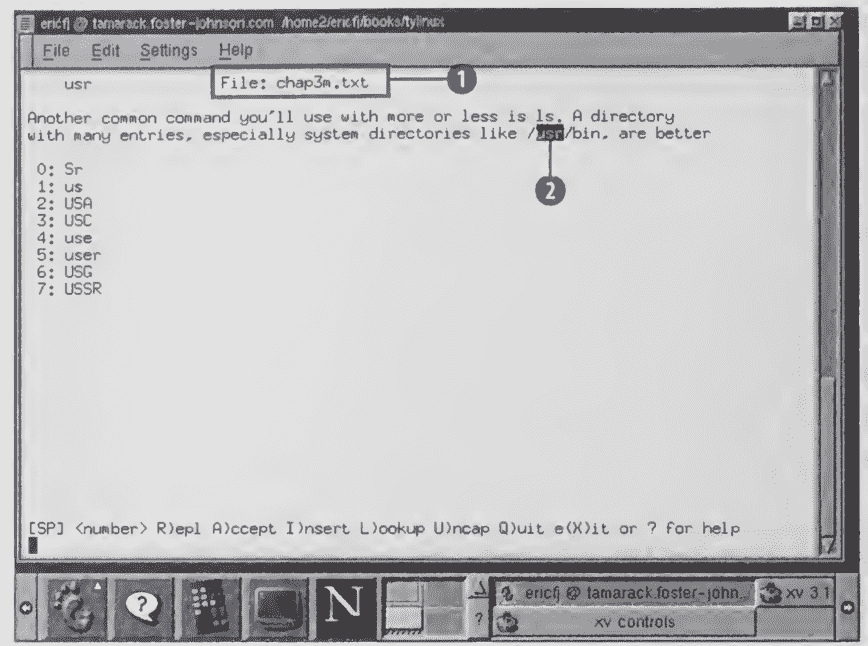 ericfj @ tamarack.foster-johnson.com /home2/ericfj/books/tylinux
File Edit Settings Help
usr File: chap3m.txt
1
Another common command you'll use with more or less is ls. A directory
with many entries, especially system directories like /usr/bin, are better
2
0: Sr
1: us
2: USA
3: USC
4: use
5: user
6: USG
7: USSR
[SP] <number> R)epl A)ccept I)nsert L)ookup U)ncap Q)uit e(X)it or ? for help
? N ? ericfj @ tamarack.foster-john... xv 3.1
xv controls